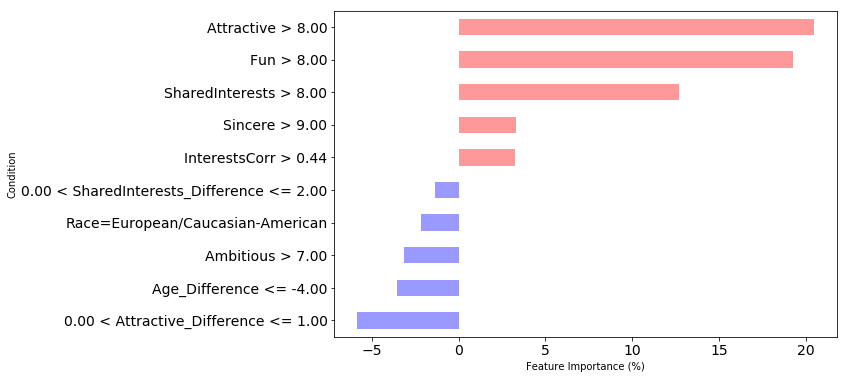 Attractive > 8.00
Fun > 8.00
SharedInterests > 8.00
Sincere > 9.00
InterestsCorr > 0.44
Condition
0.00 < SharedInterests_Difference <= 2.00
Race=European/Caucasian-American
Ambitious > 7.00
Age_Difference <= -4.00
0.00 < Attractive_Difference <= 1.00
−5 0 5 10 15 20
Feature Importance (%)